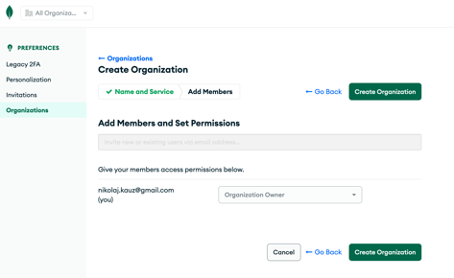 All Organiza...
PREFERENCES
Legacy 2FA
Personalization
Invitations
Organizations
← Organizations
Create Organization
✔ Name and Service
Add Members
← Go Back
Create Organization
Add Members and Set Permissions
Invite new or existing users via email address...
Give your members access permissions below.
nikolaj.kauz@gmail.com
(you)
Organization Owner
Cancel
← Go Back
Create Organization